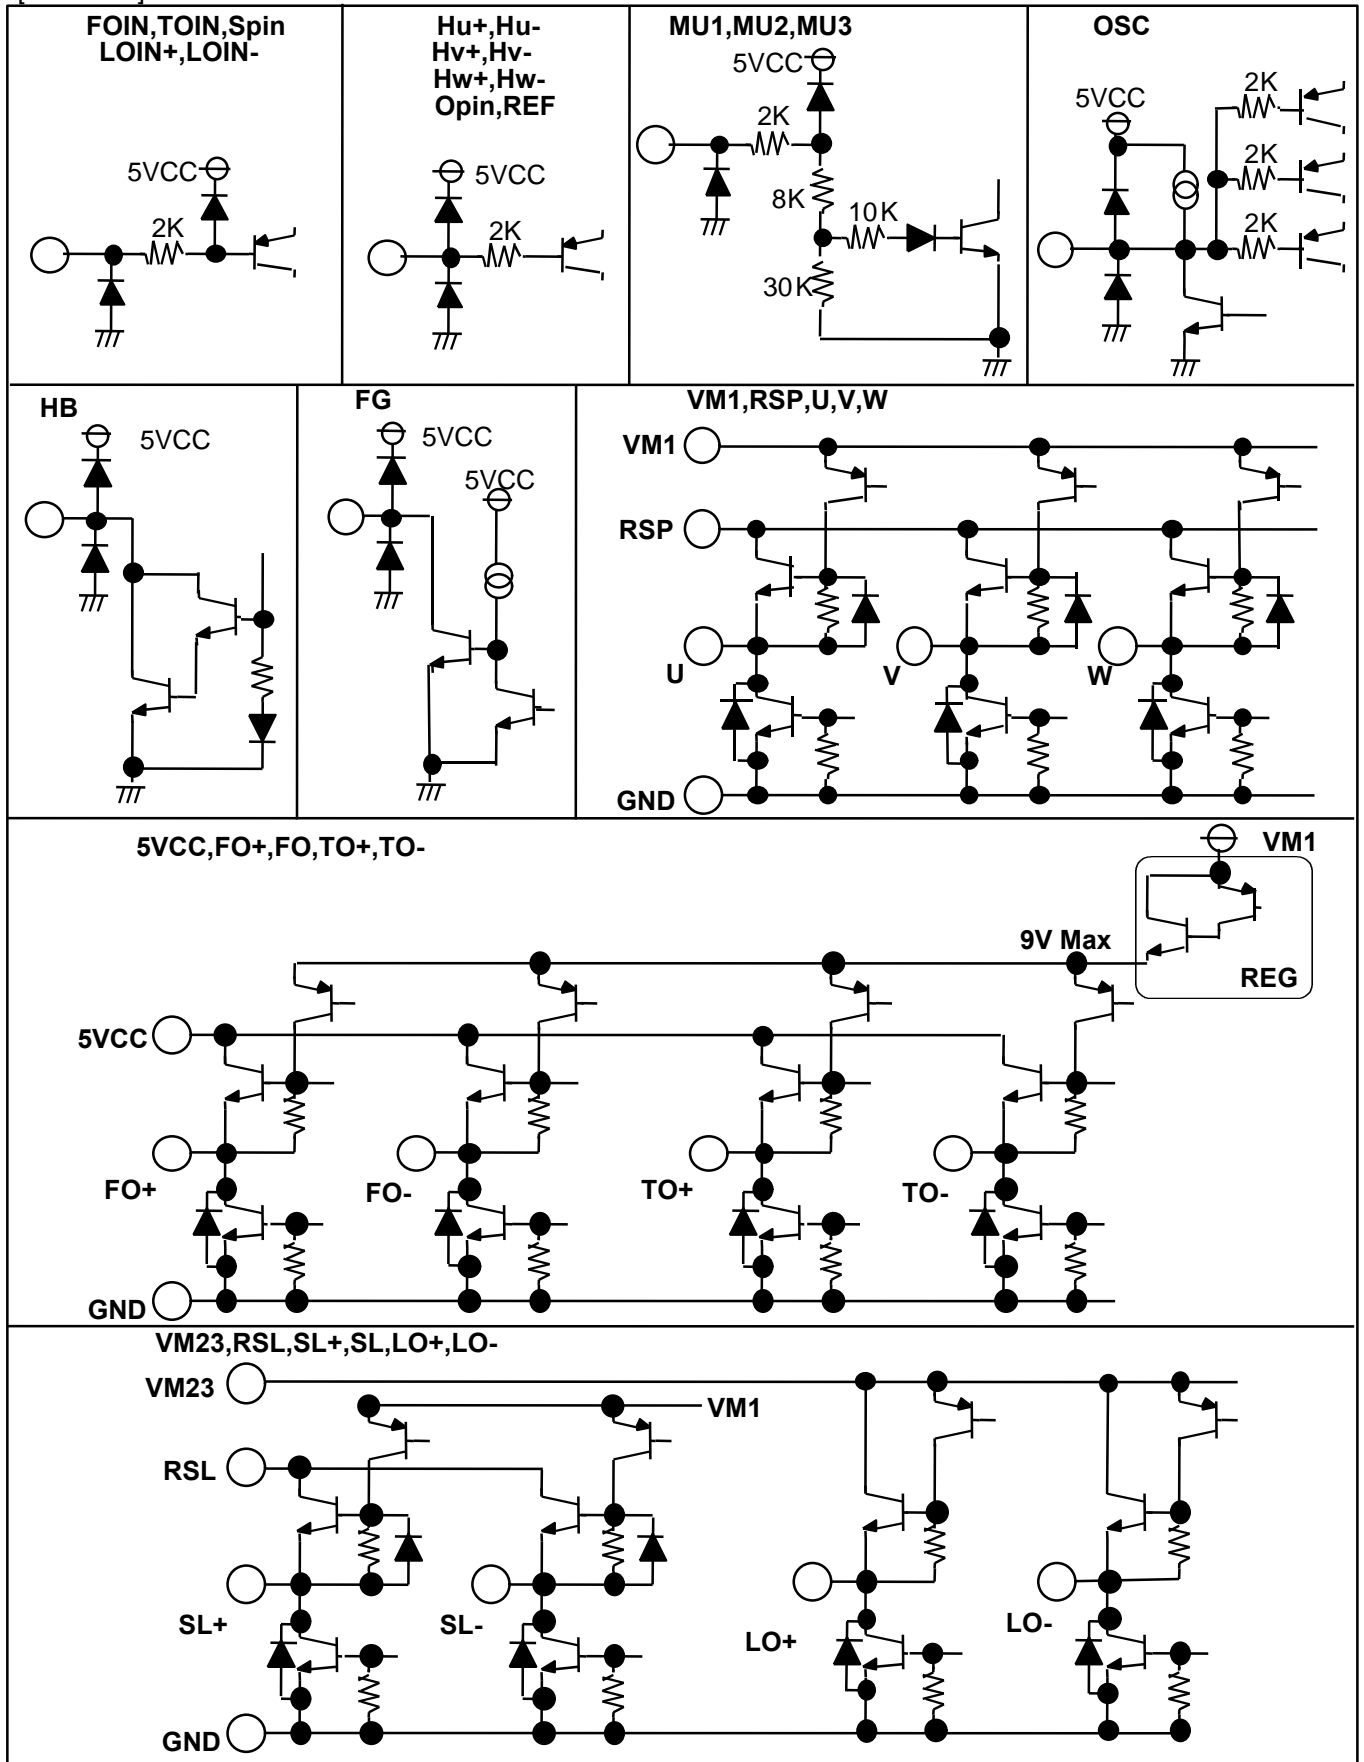 FOIN,TOIN,Spin
LOIN+,LOIN-
5VCC
2K
Hu+,Hu-
Hv+,Hv-
Hw+,Hw-
Opin,REF
5VCC
2K
MU1,MU2,MU3
5VCC
2K
8K
10K
30K
OSC
5VCC
2K
2K
2K
HB
5VCC
FG
5VCC
5VCC
VM1,RSP,U,V,W
VM1
RSP
U
V
W
GND
5VCC,FO+,FO,TO+,TO-
VM1
9V Max
REG
5VCC
FO+
FO-
TO+
TO-
GND
VM23,RSL,SL+,SL,LO+,LO-
VM23
VM1
RSL
SL+
SL-
LO+
LO-
GND